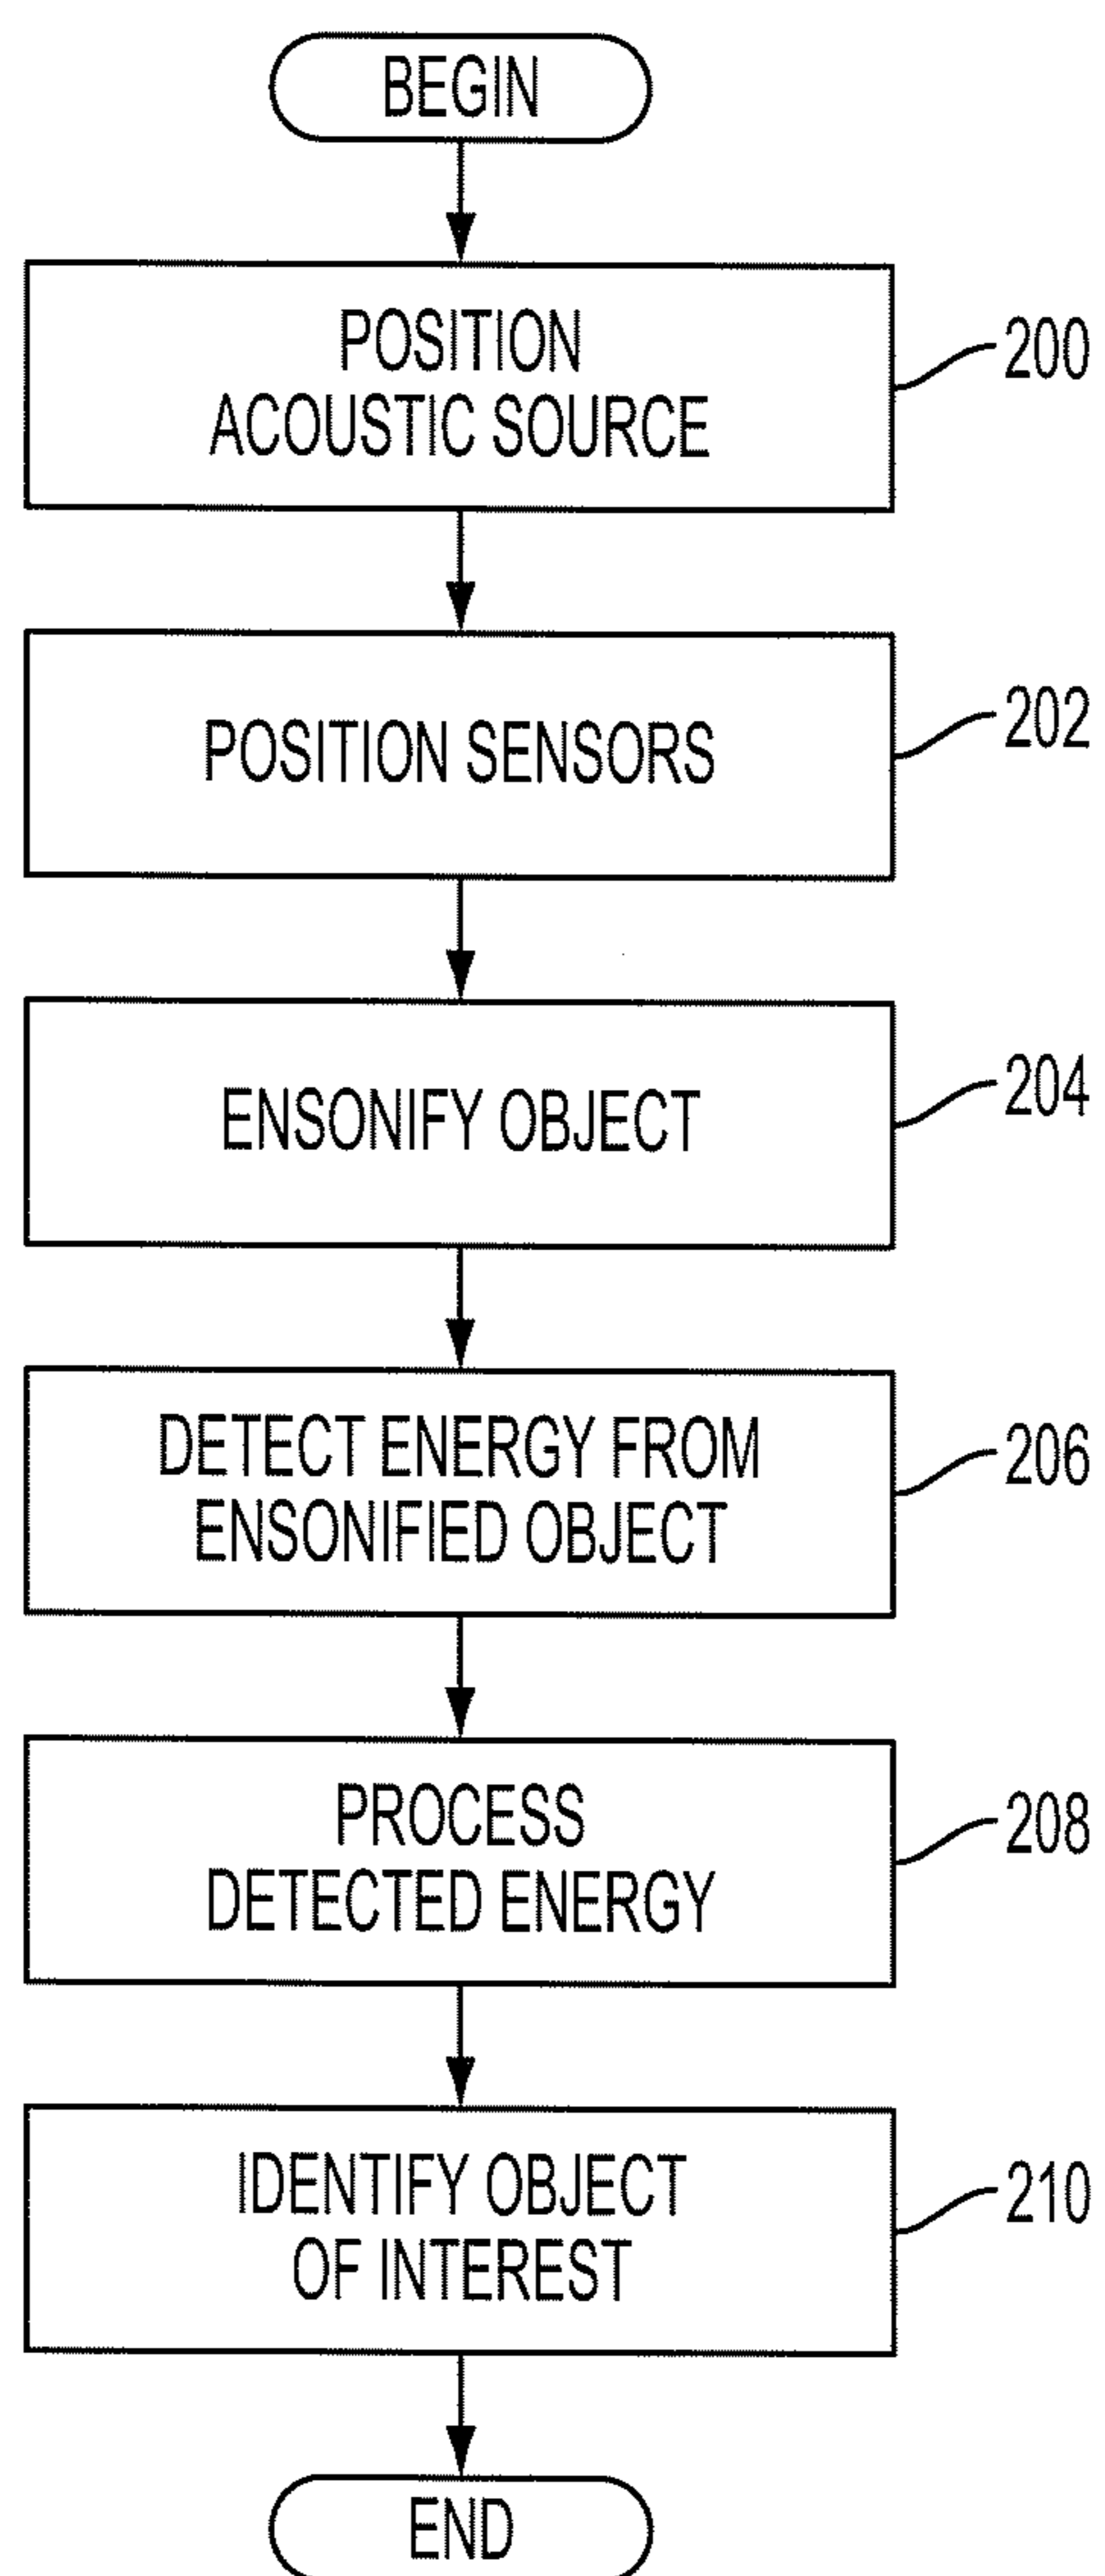 BEGIN
POSITION
ACOUSTIC SOURCE
200
POSITION SENSORS
202
ENSONIFY OBJECT
204
DETECT ENERGY FROM
ENSONIFIED OBJECT
206
PROCESS
DETECTED ENERGY
208
IDENTIFY OBJECT
OF INTEREST
210
END